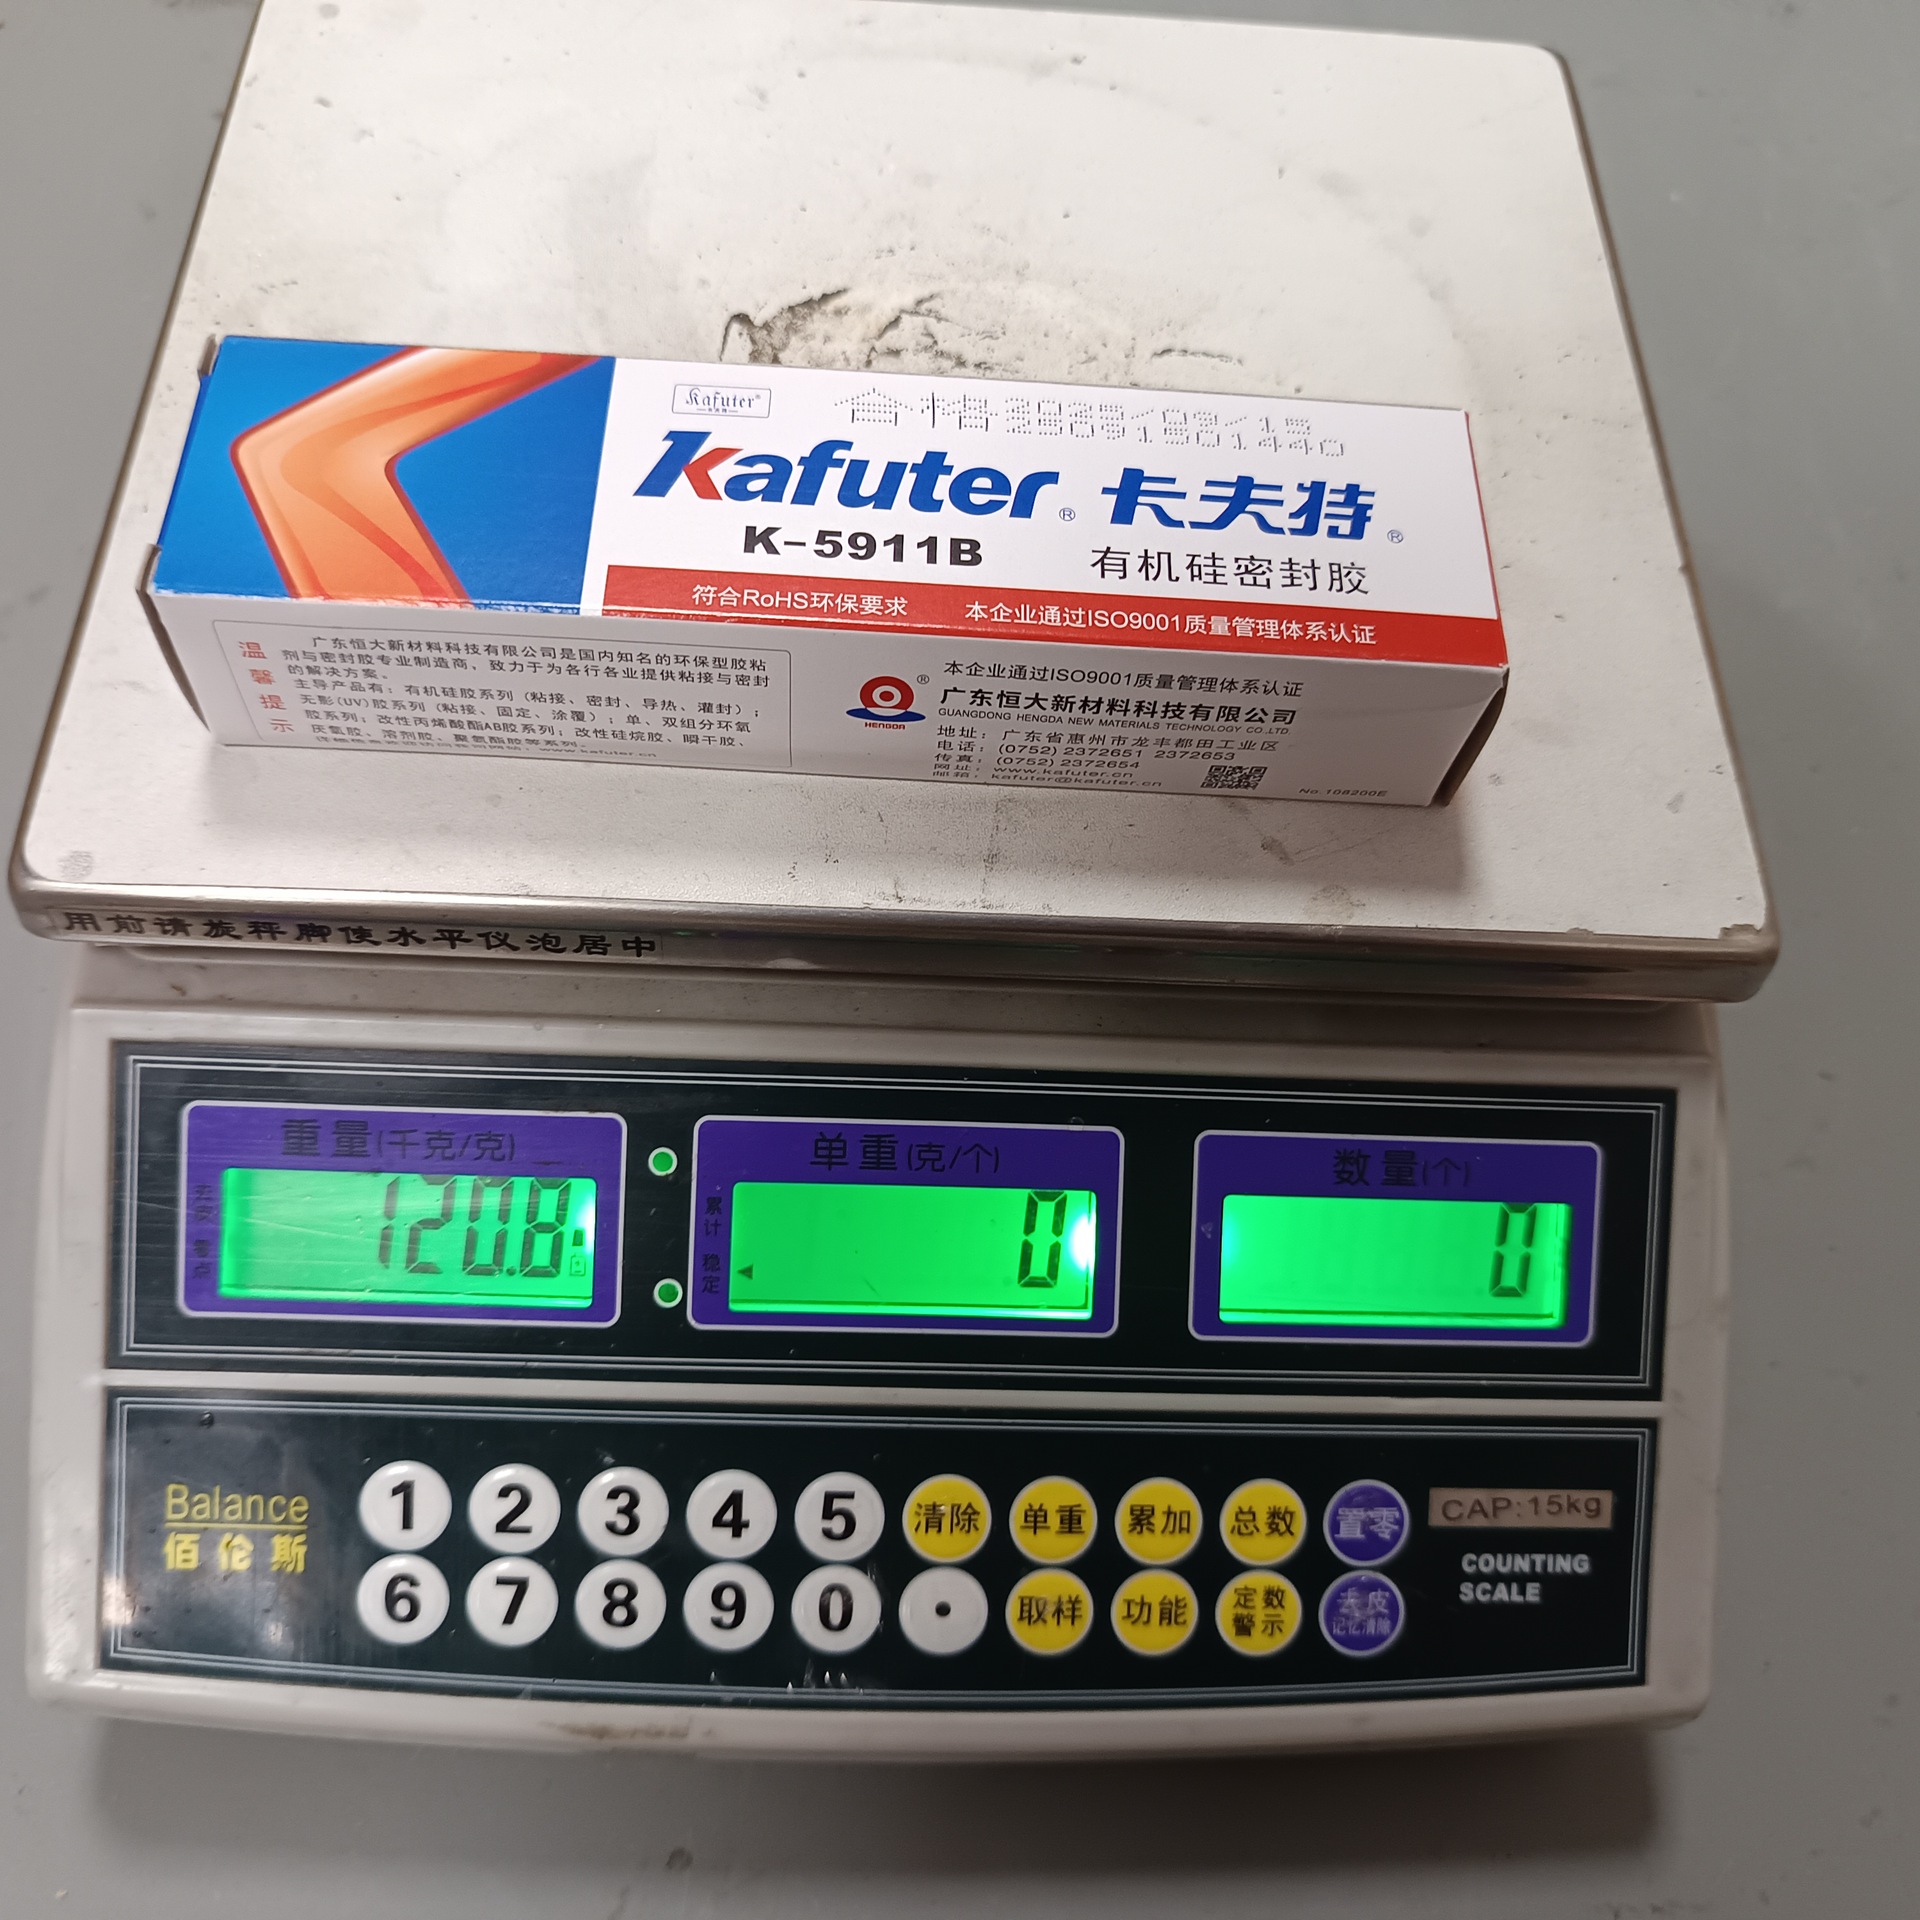 Kafuter®
卡夫特
Kafuter® 卡夫特®
K-5911B 有机硅密封胶
符合RoHS环保要求 本企业通过ISO9001质量管理体系认证
温馨提示
广东恒大新材料科技有限公司是国内知名的环保型胶粘
剂与密封胶专业制造商、致力于为各行各业提供粘接与密封
的解决方案。
主导产品有：有机硅胶系列（粘接、密封、导热、灌封）；
无影(UV)胶系列（粘接、固定、涂覆）；单、双组分环氧
胶系列；改性丙烯酸酯AB胶系列；改性硅烷胶、瞬干胶、
厌氧胶、溶剂胶、聚氨酯胶等系列。
www.kafuter.com
HENGDA®
本企业通过ISO9001质量管理体系认证
广东恒大新材料科技有限公司
GUANGDONG HENGDA NEW MATERIALS TECHNOLOGY CO.,LTD.
地址：广东省惠州市龙丰都田工业区
电话：(0752) 2372651 2372653
传真：(0752) 2372654
网址：www.kafuter.cn
邮箱：kafuter@kafuter.cn
No.108200E
用前请旋秤脚使水平仪泡居中
重量(千克/克)
单重(克/个)
数量(个)
去皮
零点
120.8
累计
稳定
0
0
Balance
佰伦斯
1 2 3 4 5 清除 单重 累加 总数 置零
6 7 8 9 0 • 取样 功能 定数警示 去皮 记忆清除
CAP:15kg
COUNTING
SCALE